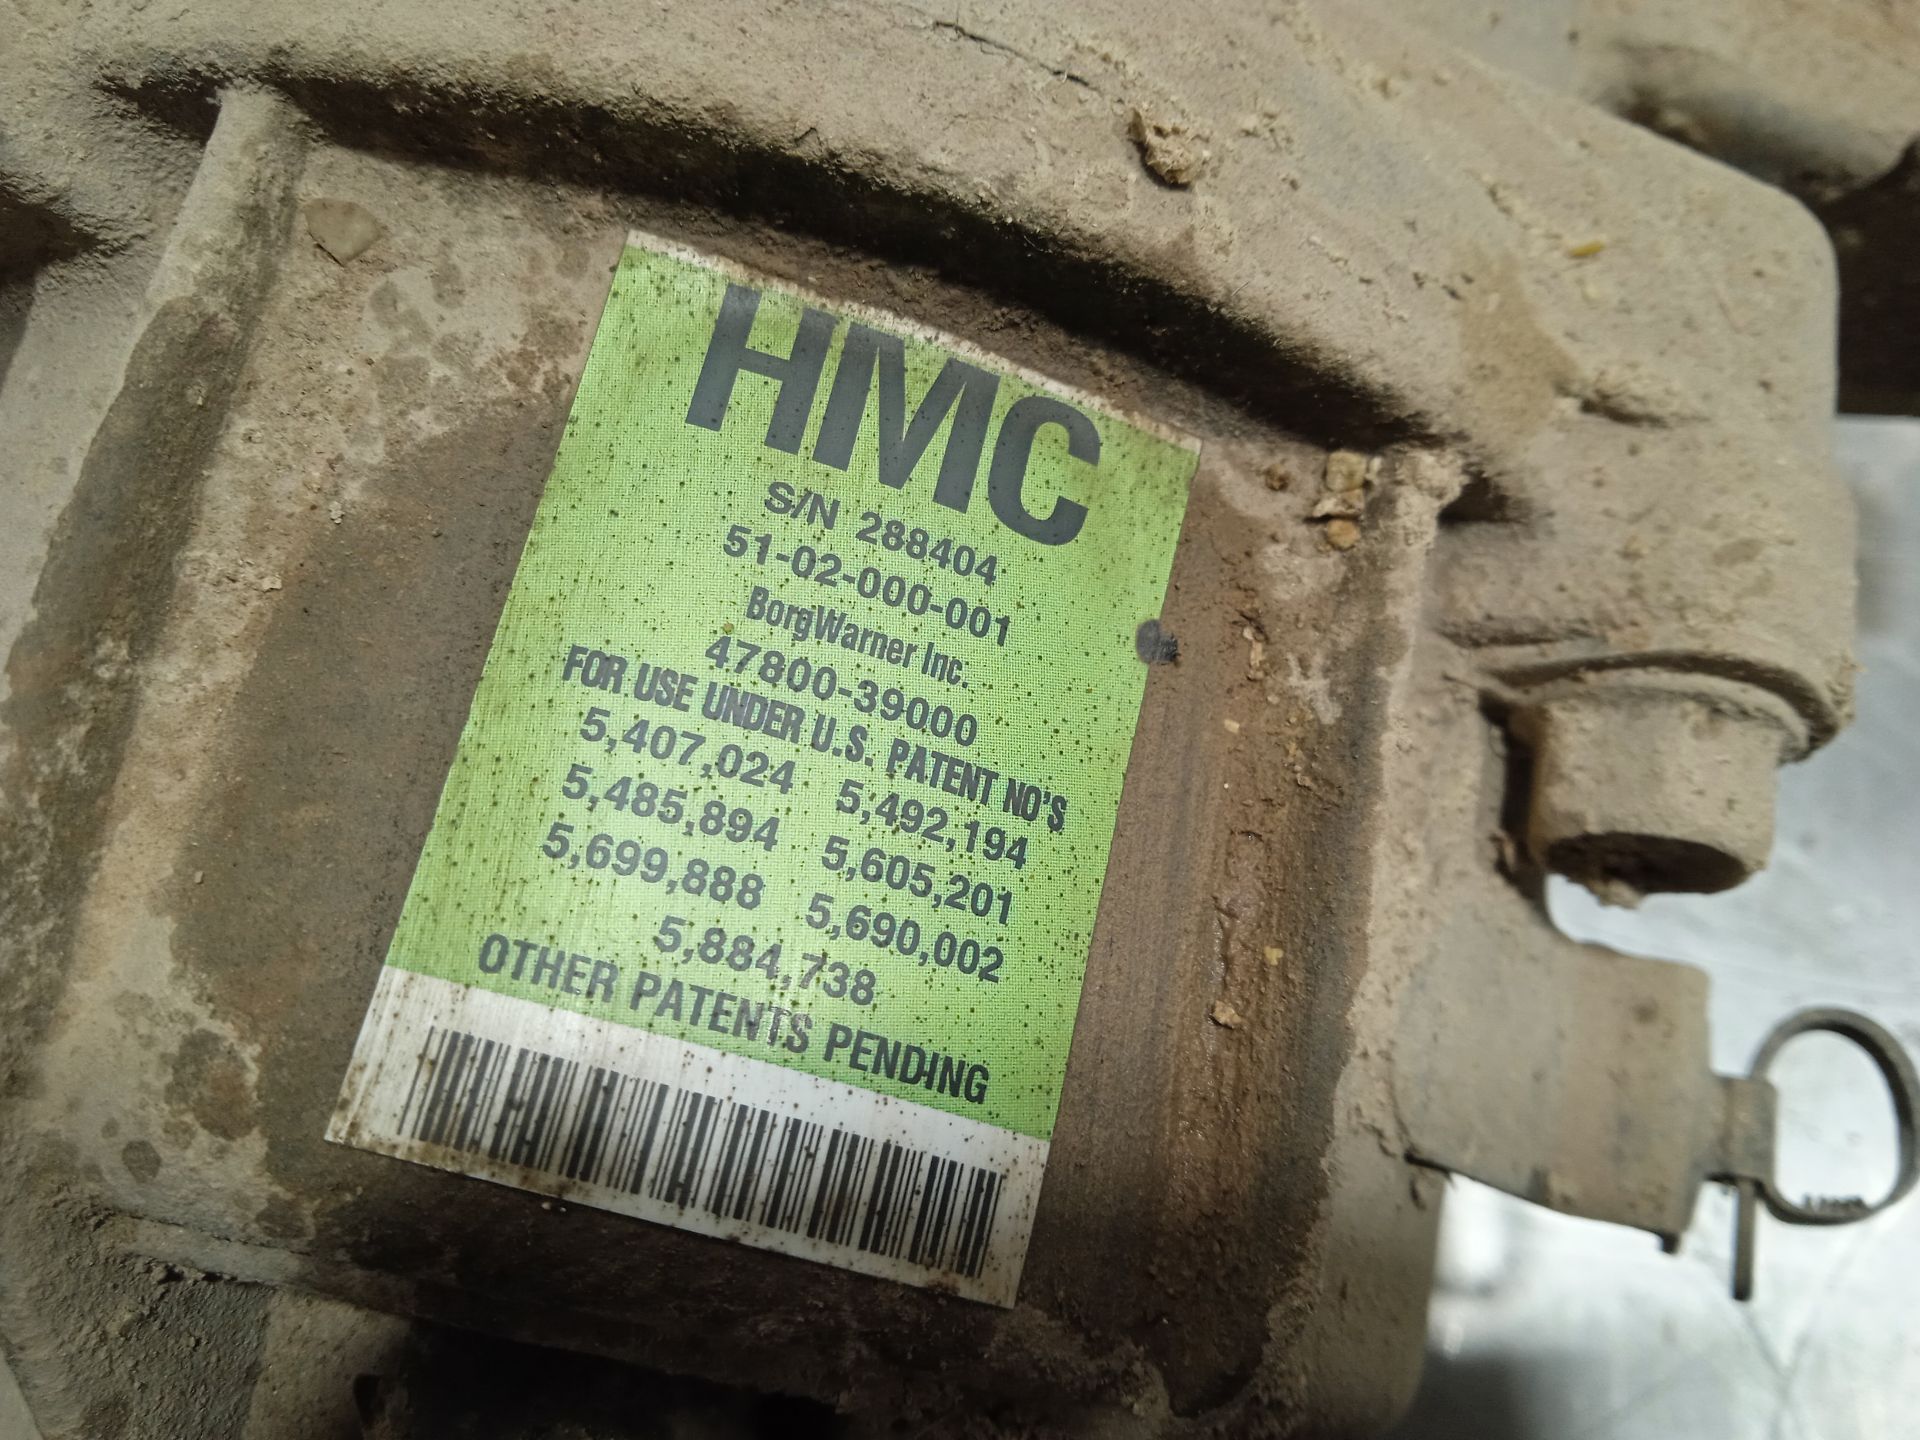 HMC
S/N 288404
51-02-000-001
BorgWarner Inc.
47800-39000
FOR USE UNDER U.S. PATENT NO'S
5,407,024 5,492,194
5,485,894 5,605,201
5,699,888 5,690,002
5,884,738
OTHER PATENTS PENDING